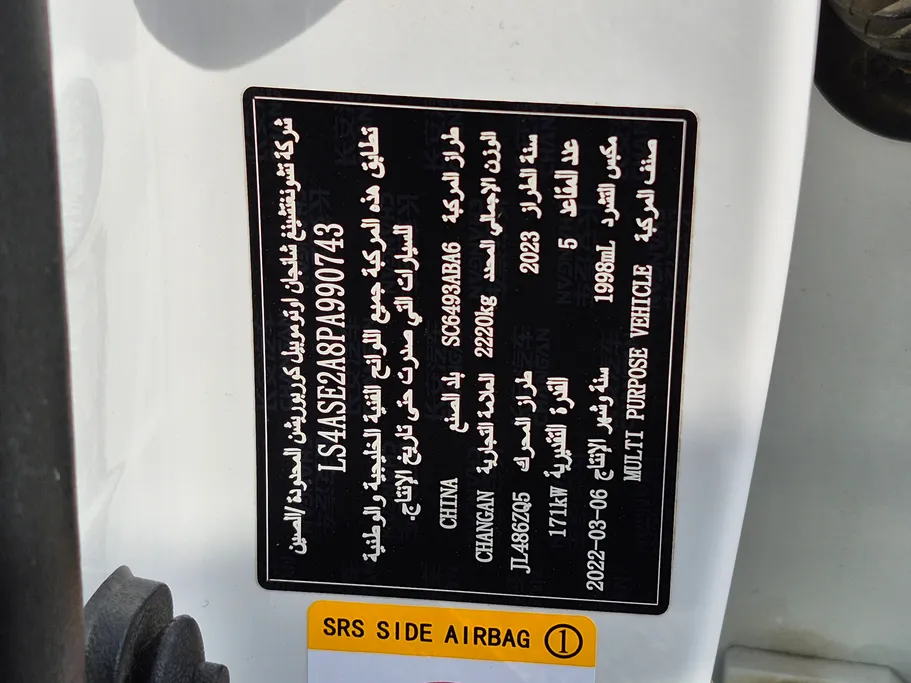 شركة تشونغتشينغ شانجان اوتوموبيل كوربوريشن المحدودة/الصين
LS4ASE2A8PA990743
تطابق هذه المركبة جميع اللوائح الفنية الخليجية والوطنية
للسيارات التي صدرت حتى تاريخ الإنتاج.
طراز المركبة SC6493ABA6 بلد الصنع CHINA
الوزن الإجمالي المحدد 2220kg العلامة التجارية CHANGAN
سنة الطراز 2023 طراز المحرك JL486ZQ5
عدد المقاعد 5 القدرة التقديرية 171kW
مكبس التشرد 1998mL سنة وشهر الإنتاج 2022-03-06
صنف المركبة MULTI PURPOSE VEHICLE
SRS SIDE AIRBAG ①